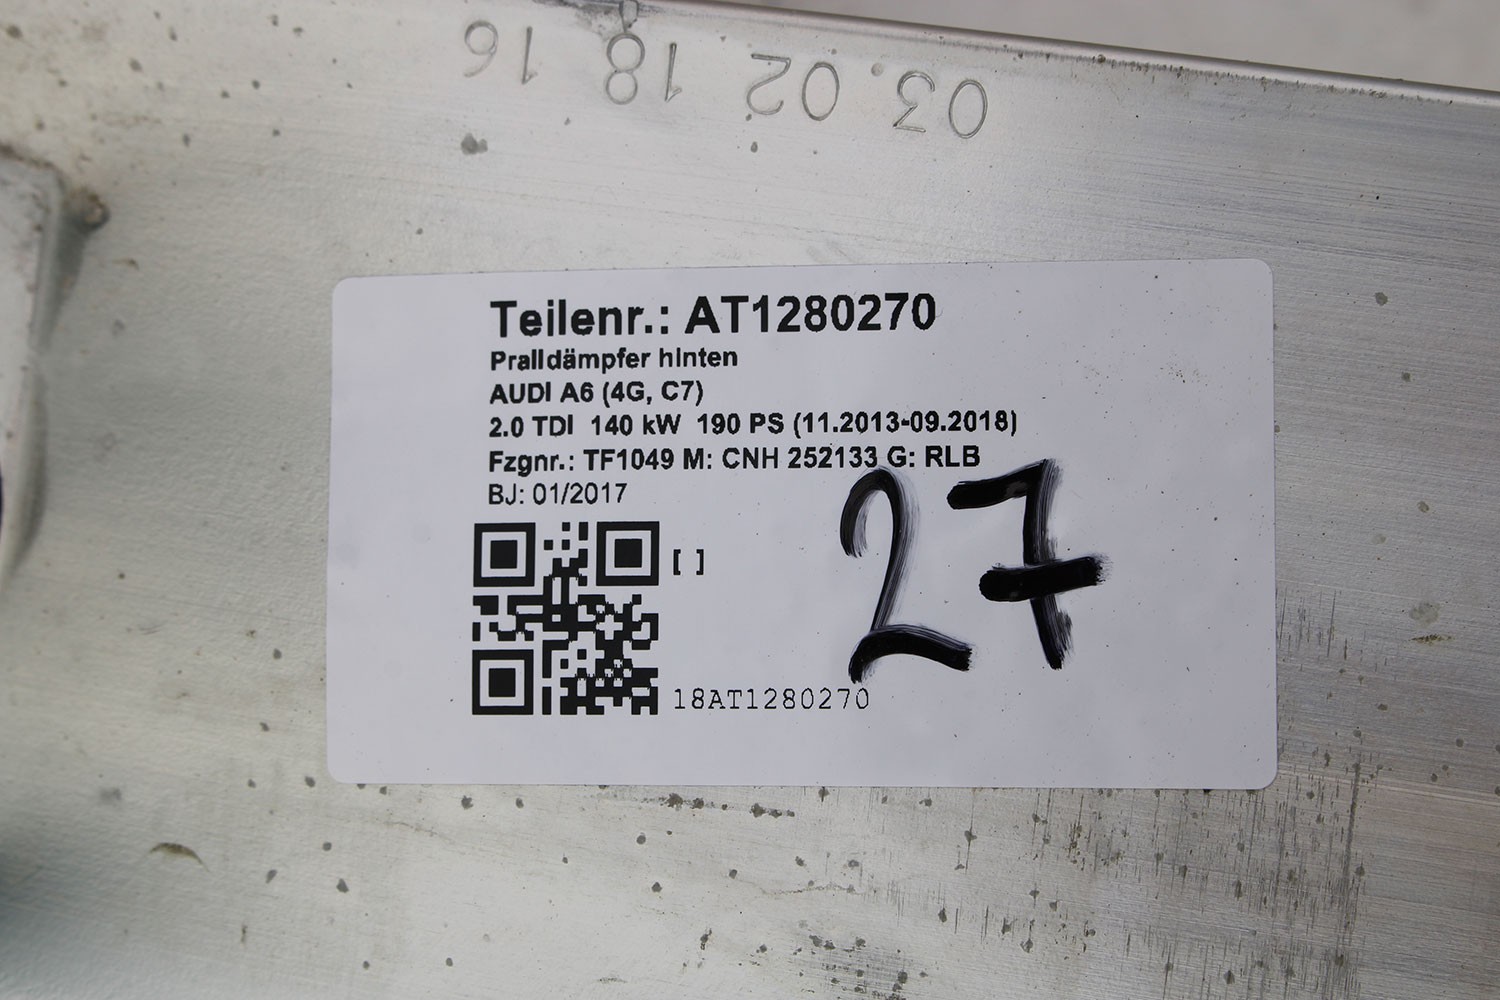 03.02 18 16
Teilenr.: AT1280270
Pralldämpfer hinten
AUDI A6 (4G, C7)
2.0 TDI 140 kW 190 PS (11.2013-09.2018)
Fzgnr.: TF1049 M: CNH 252133 G: RLB
BJ: 01/2017
27
[ ]
18AT1280270